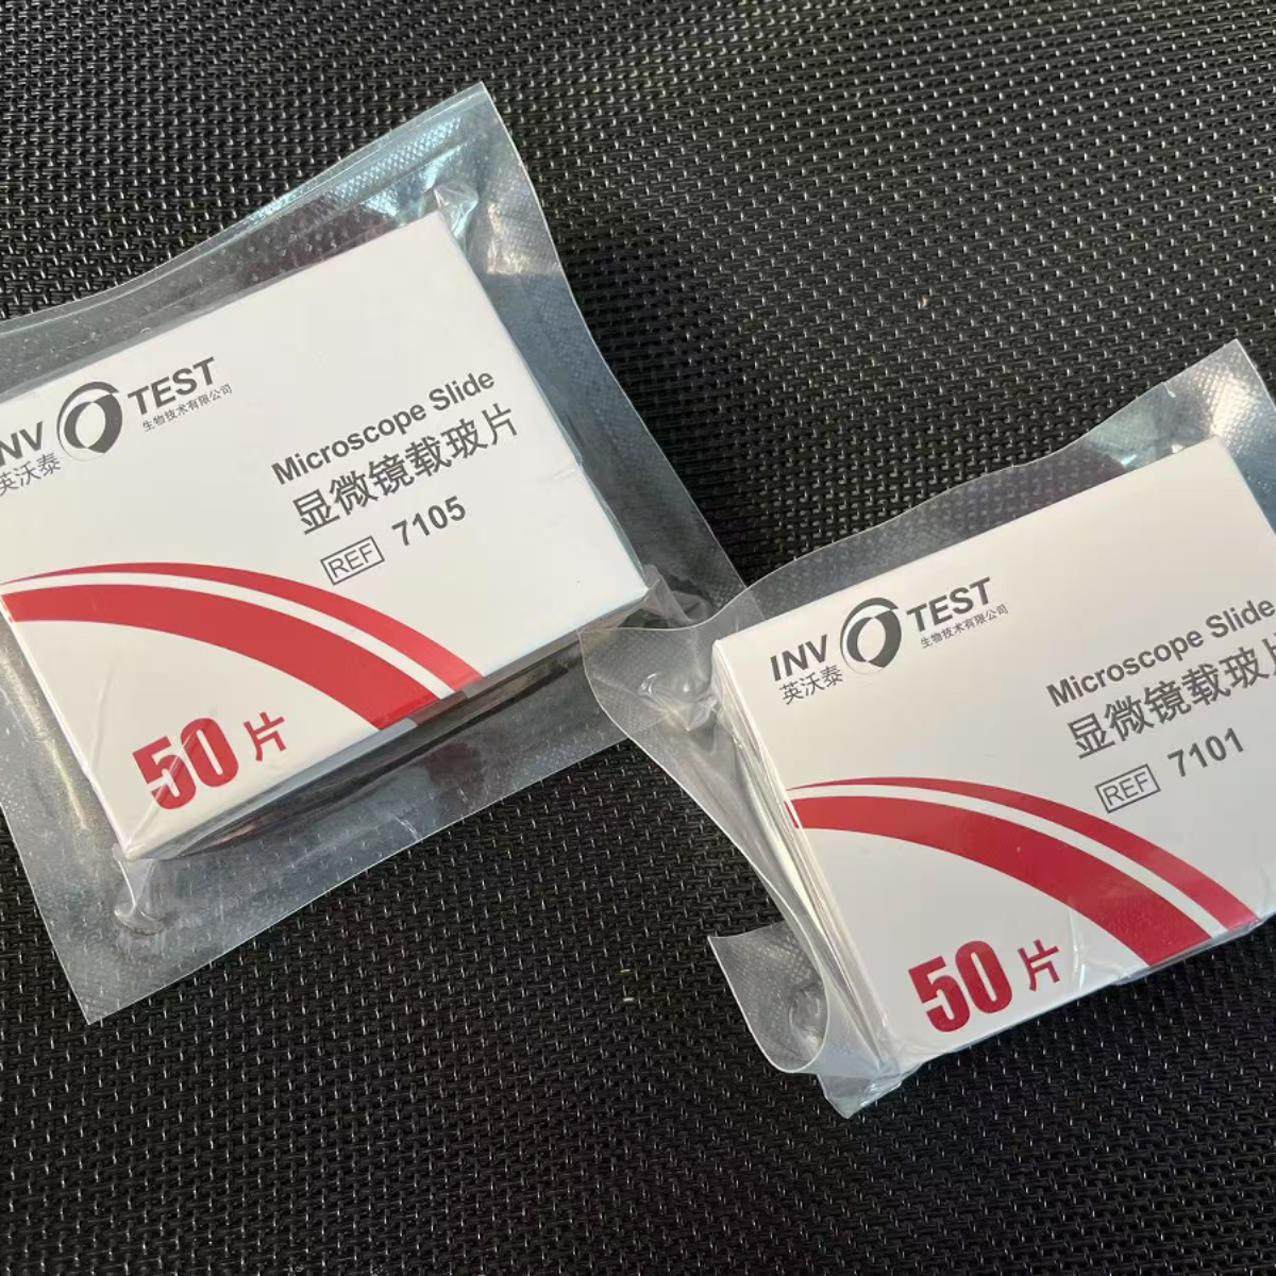 INV TEST
英沃泰 生物技术有限公司
Microscope Slide
显微镜载玻片
REF 7105
50片
INV TEST
英沃泰 生物技术有限公司
Microscope Slide
显微镜载玻片
REF 7101
50片